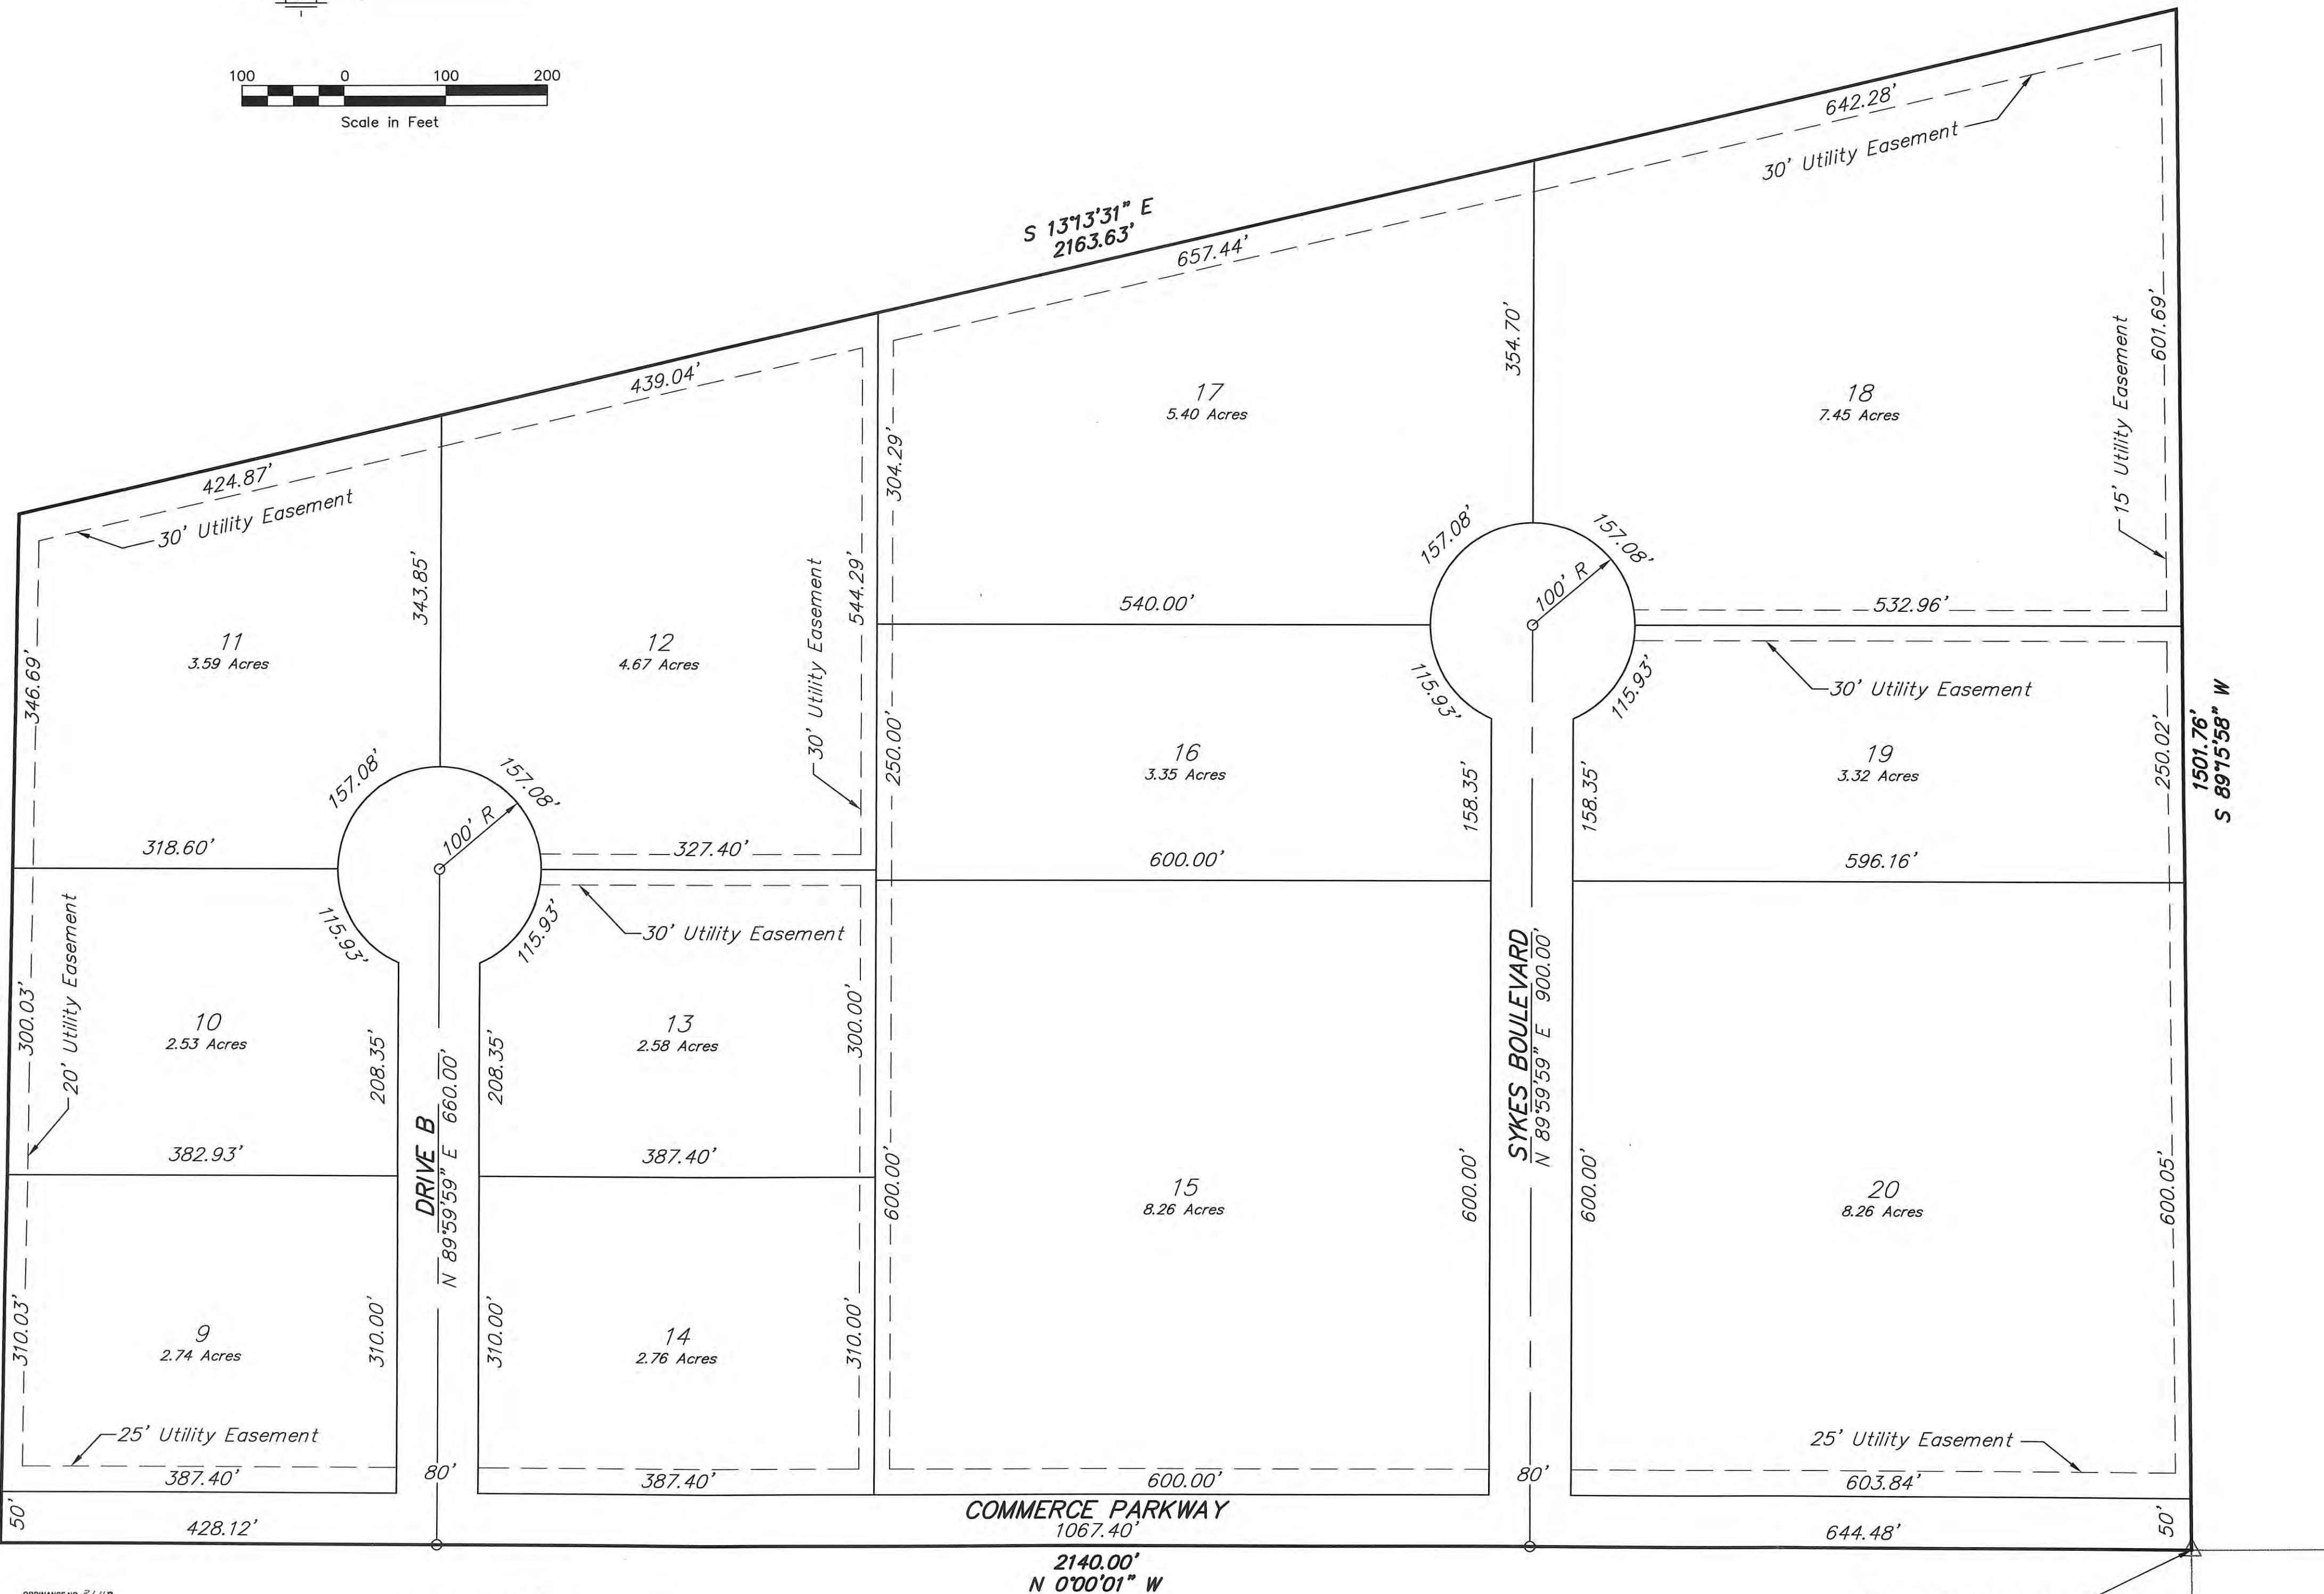 100 0 100 200
Scale in Feet
642.28'
30' Utility Easement
S 13°13'31" E
2163.63'
657.44'
439.04'
424.87'
30' Utility Easement
354.70'
601.69'
15' Utility Easement
17
5.40 Acres
18
7.45 Acres
304.29'
343.85'
544.29'
30' Utility Easement
157.08'
157.08'
100' R
540.00'
532.96'
11
3.59 Acres
12
4.67 Acres
346.69'
115.93'
115.93'
30' Utility Easement
250.00'
16
3.35 Acres
158.35'
158.35'
19
3.32 Acres
250.02'
1501.76'
S 89°15'58" W
157.08'
157.08'
100' R
318.60'
327.40'
600.00'
596.16'
115.93'
115.93'
30' Utility Easement
20' Utility Easement
300.03'
10
2.53 Acres
208.35'
208.35'
13
2.58 Acres
300.00'
SYKES BOULEVARD
N 89°59'59" E 900.00'
382.93'
387.40'
DRIVE B
N 89°59'59" E 660.00'
600.00'
15
8.26 Acres
600.00'
600.00'
20
8.26 Acres
600.05'
310.03'
9
2.74 Acres
310.00'
310.00'
14
2.76 Acres
310.00'
25' Utility Easement
25' Utility Easement
387.40'
80'
387.40'
600.00'
80'
603.84'
COMMERCE PARKWAY
50'
428.12'
1067.40'
644.48'
50'
2140.00'
N 0°00'01" W